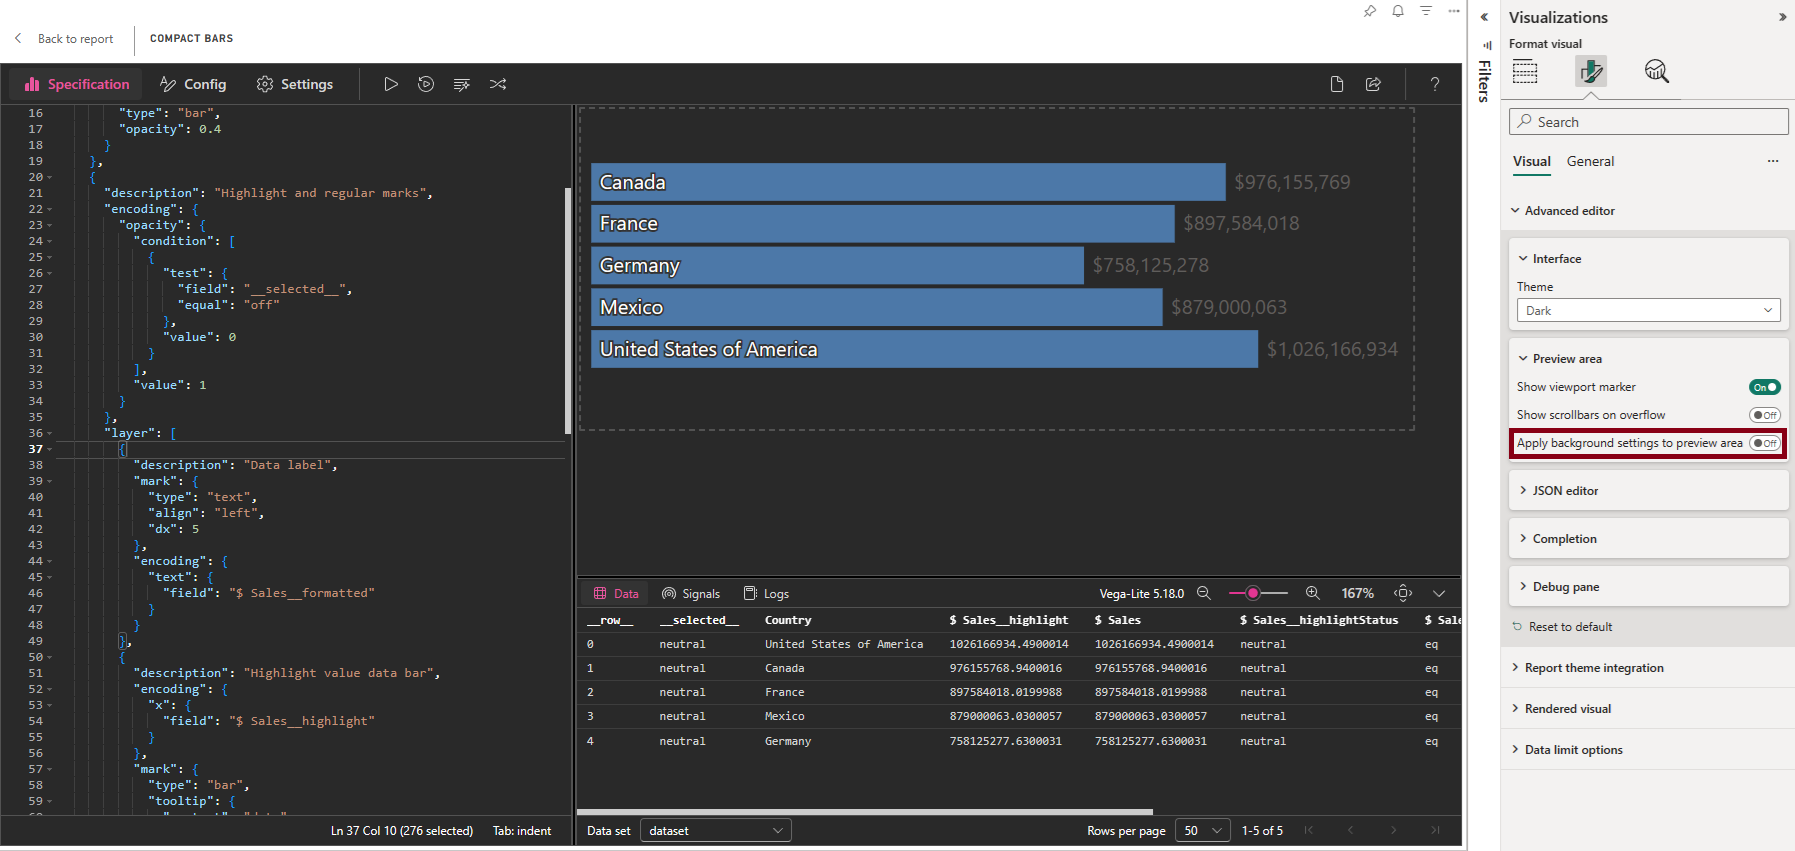 Back to report
COMPACT BARS
Specification
Config
Settings
?
16 "type": "bar",
17 "opacity": 0.4
18 }
19 },
20 {
21 "description": "Highlight and regular marks",
22 "encoding": {
23 "opacity": {
24 "condition": [
25 {
26 "test": {
27 "field": "__selected__",
28 "equal": "off"
29 },
30 "value": 0
31 }
32 ],
33 "value": 1
34 }
35 },
36 "layer": [
37 {
38 "description": "Data label",
39 "mark": {
40 "type": "text",
41 "align": "left",
42 "dx": 5
43 },
44 "encoding": {
45 "text": {
46 "field": "$ Sales__formatted"
47 }
48 }
49 },
50 {
51 "description": "Highlight value data bar",
52 "encoding": {
53 "x": {
54 "field": "$ Sales__highlight"
55 }
56 },
57 "mark": {
58 "type": "bar",
59 "tooltip": {
Ln 37 Col 10 (276 selected) Tab: indent
Canada $976,155,769
France $897,584,018
Germany $758,125,278
Mexico $879,000,063
United States of America $1,026,166,934
Data
Signals
Logs
Vega-Lite 5.18.0
167%
__row__ __selected__ Country $ Sales__highlight $ Sales $ Sales__highlightStatus $ Sale
0 neutral United States of America 1026166934.4900014 1026166934.4900014 neutral eq
1 neutral Canada 976155768.9400016 976155768.9400016 neutral eq
2 neutral France 897584018.0199988 897584018.0199988 neutral eq
3 neutral Mexico 879000063.0300057 879000063.0300057 neutral eq
4 neutral Germany 758125277.6300031 758125277.6300031 neutral eq
Data set dataset
Rows per page 50 1-5 of 5
Filters
Visualizations
Format visual
Search
Visual General
Advanced editor
Interface
Theme
Dark
Preview area
Show viewport marker On
Show scrollbars on overflow Off
Apply background settings to preview area Off
JSON editor
Completion
Debug pane
Reset to default
Report theme integration
Rendered visual
Data limit options